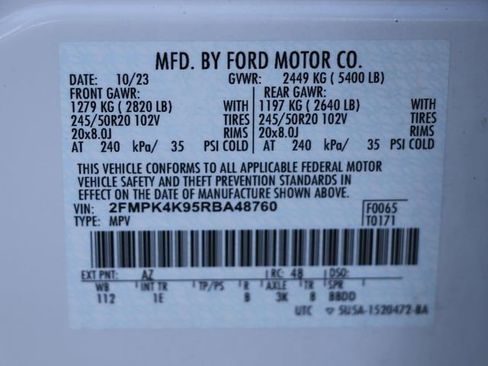 MFD. BY FORD MOTOR CO.
DATE: 10/23 GVWR: 2449 KG ( 5400 LB)
FRONT GAWR: REAR GAWR:
1279 KG ( 2820 LB) WITH 1197 KG ( 2640 LB) WITH
245/50R20 102V TIRES 245/50R20 102V TIRES
20x8.0J RIMS 20x8.0J RIMS
AT 240 kPa/ 35 PSI COLD AT 240 kPa/ 35 PSI COLD
THIS VEHICLE CONFORMS TO ALL APPLICABLE FEDERAL MOTOR
VEHICLE SAFETY AND THEFT PREVENTION STANDARDS IN
EFFECT ON THE DATE OF MANUFACTURE SHOWN ABOVE.
VIN: 2FMPK4K95RBA48760 F0065
TYPE: MPV T0171
EXT PNT: AZ RC: 48 DSO:
WB INT TR TP/PS R AXLE TR SPR
112 1E B 3K 8 BBDD
UTC ▽ 5U5A-1520472-BA